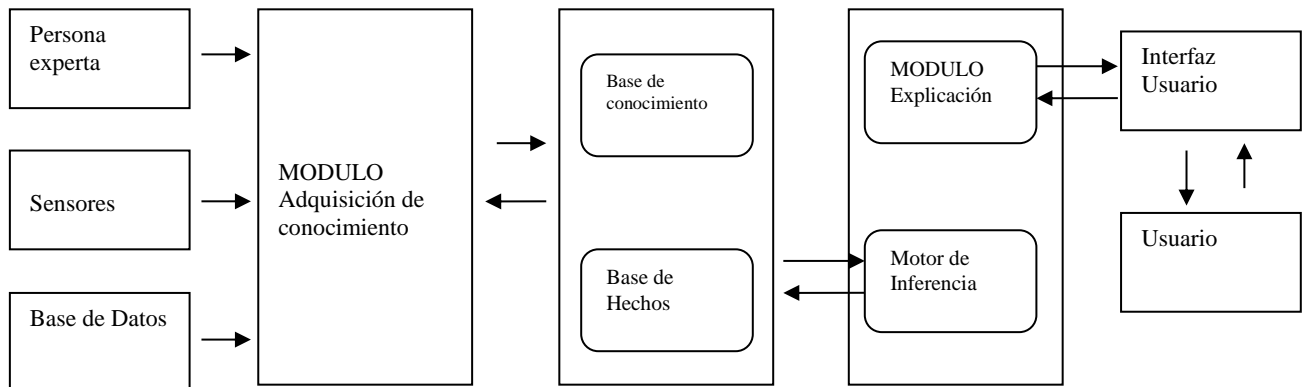 Persona
experta
Sensores
Base de Datos
MODULO
Adquisición de
conocimiento
Base de
conocimiento
Base de
Hechos
MODULO
Explicación
Motor de
Inferencia
Interfaz
Usuario
Usuario